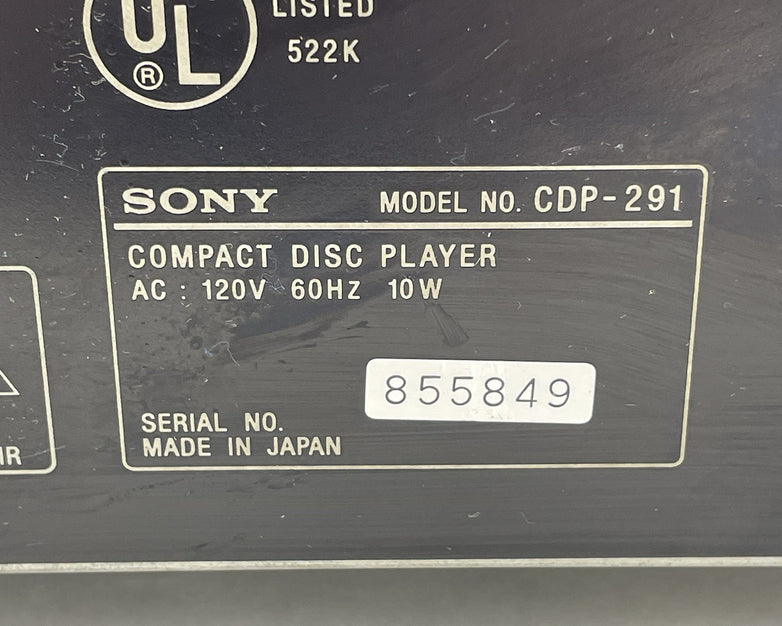 UL
®
LISTED
522K
SONY MODEL NO. CDP-291
COMPACT DISC PLAYER
AC : 120V 60HZ 10W
855849
SERIAL NO.
MADE IN JAPAN